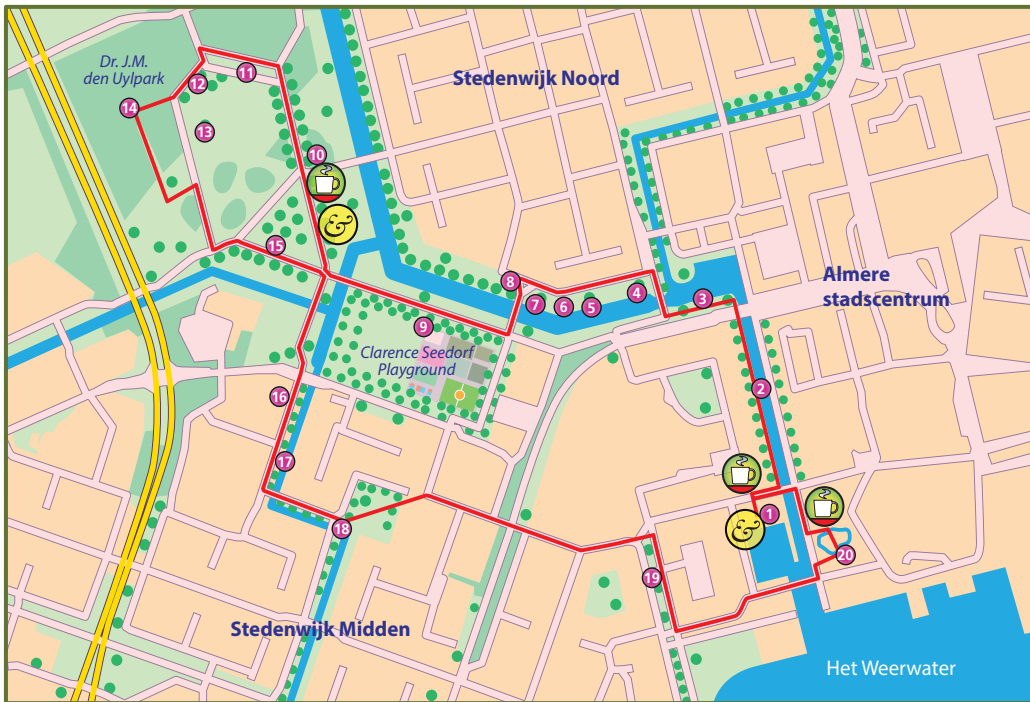 Dr. J.M.
den Uylpark
Stedenwijk Noord
11
12
14
13
10
&
15
8
7
6
5
4
3
Almere
stadscentrum
9
Clarence Seedorf
Playground
2
16
17
1
&
18
20
19
Stedenwijk Midden
Het Weerwater